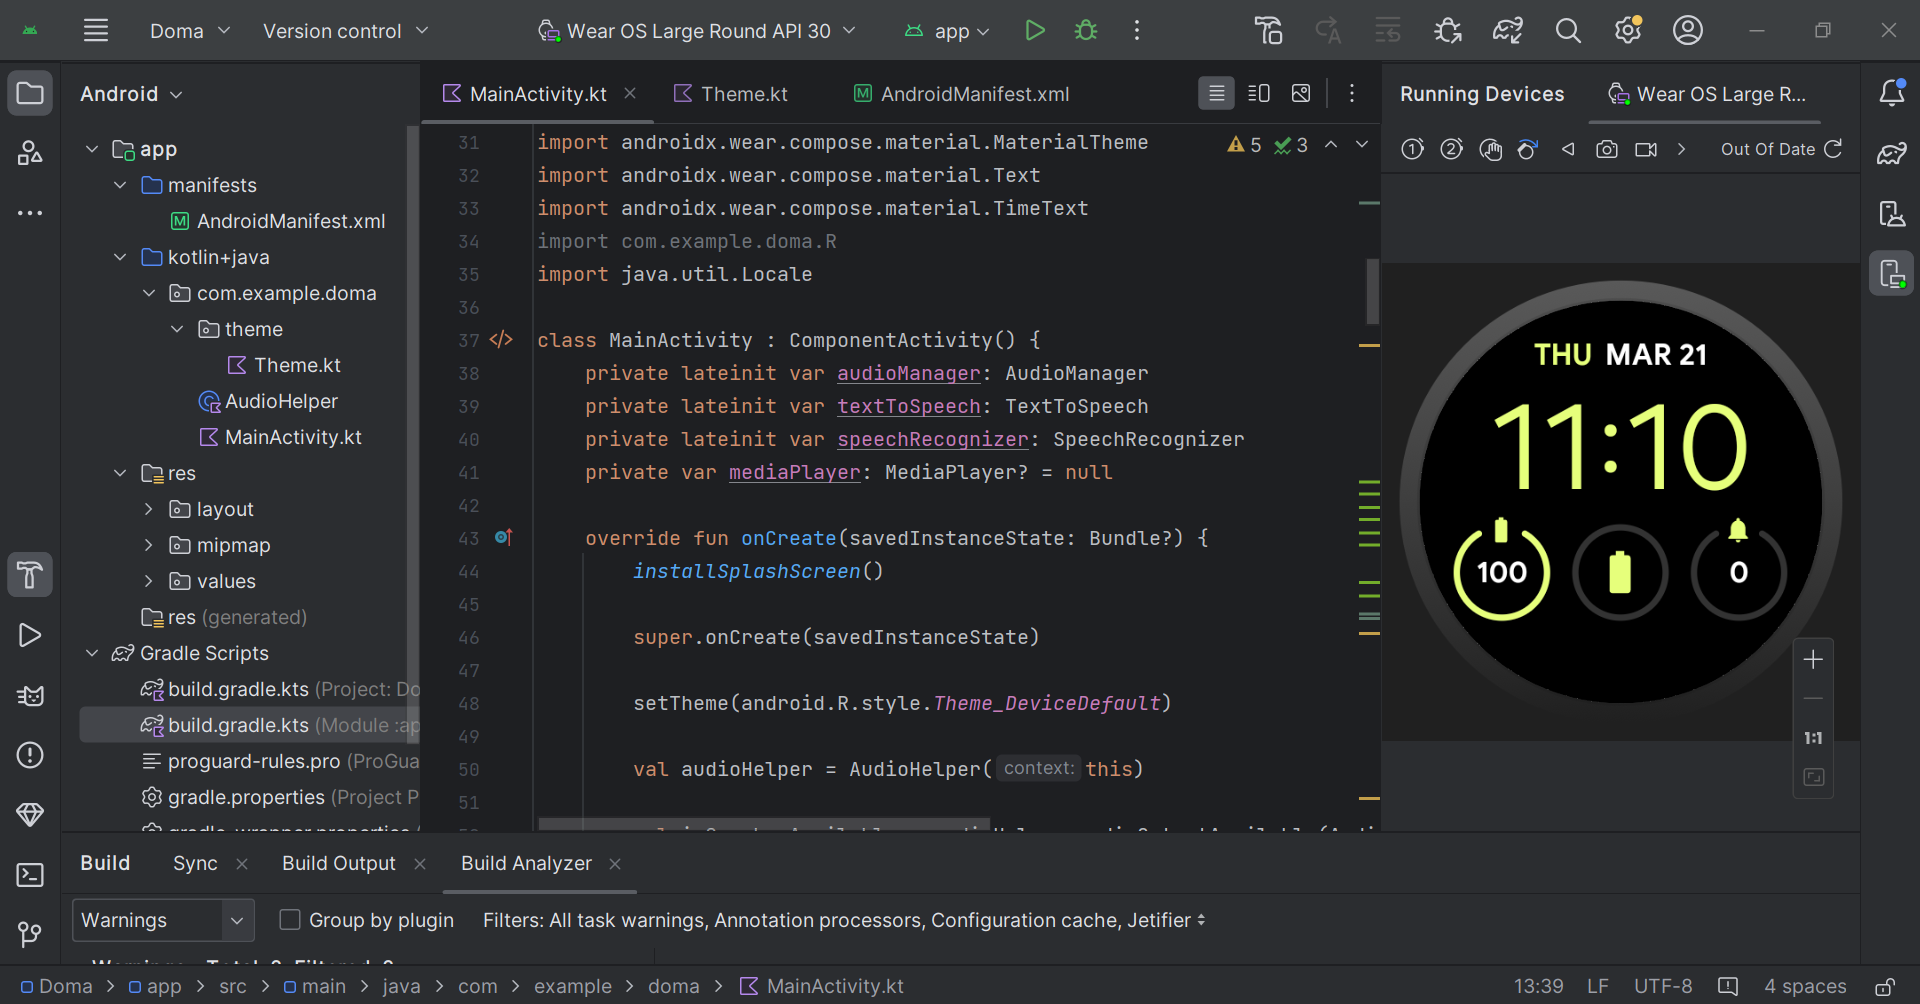 Doma
Version control
Wear OS Large Round API 30
app
Android
MainActivity.kt
Theme.kt
AndroidManifest.xml
Running Devices
Wear OS Large R...
app
manifests
AndroidManifest.xml
kotlin+java
com.example.doma
theme
Theme.kt
AudioHelper
MainActivity.kt
res
layout
mipmap
values
res (generated)
Gradle Scripts
build.gradle.kts (Project: Do
build.gradle.kts (Module :ap
proguard-rules.pro (ProGua
gradle.properties (Project P
31 import androidx.wear.compose.material.MaterialTheme
32 import androidx.wear.compose.material.Text
33 import androidx.wear.compose.material.TimeText
34 import com.example.doma.R
35 import java.util.Locale
36
37 class MainActivity : ComponentActivity() {
38 private lateinit var audioManager: AudioManager
39 private lateinit var textToSpeech: TextToSpeech
40 private lateinit var speechRecognizer: SpeechRecognizer
41 private var mediaPlayer: MediaPlayer? = null
42
43 override fun onCreate(savedInstanceState: Bundle?) {
44 installSplashScreen()
45
46 super.onCreate(savedInstanceState)
47
48 setTheme(android.R.style.Theme_DeviceDefault)
49
50 val audioHelper = AudioHelper( context: this)
51
5 3
Out Of Date
THU MAR 21
11:10
100
0
1:1
Build
Sync
Build Output
Build Analyzer
Warnings
Group by plugin
Filters: All task warnings, Annotation processors, Configuration cache, Jetifier
Doma > app > src > main > java > com > example > doma > MainActivity.kt
13:39
LF
UTF-8
4 spaces